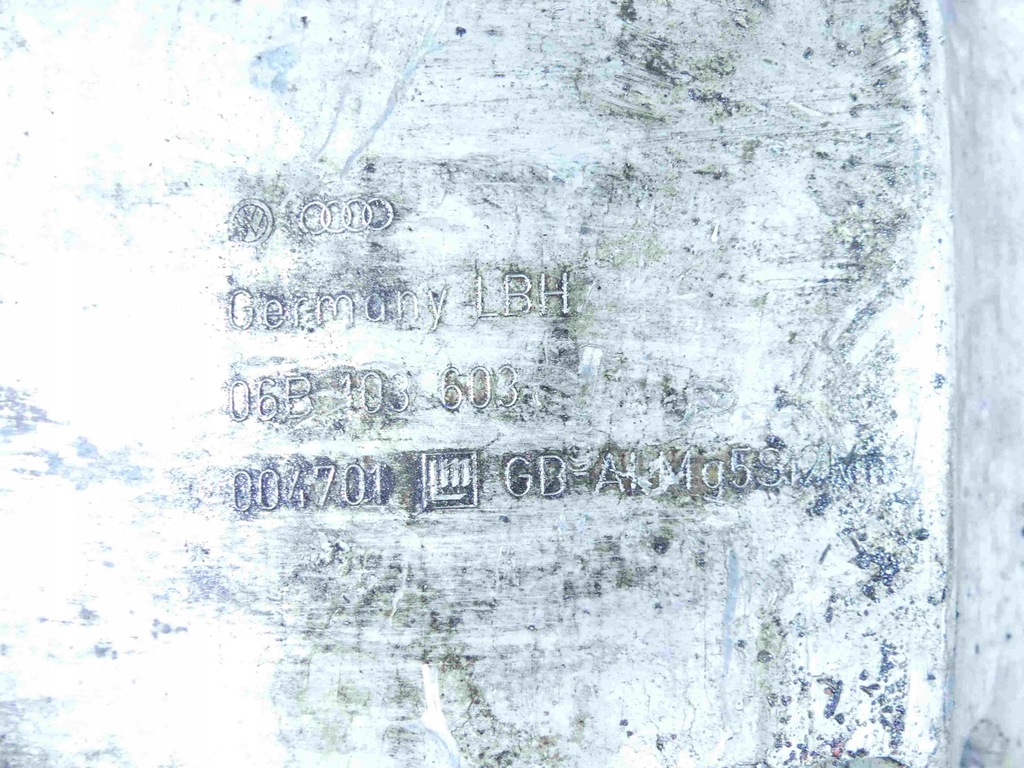 Germany LBH
06B 103 603
004701 GB-AlMg5Si2Mn